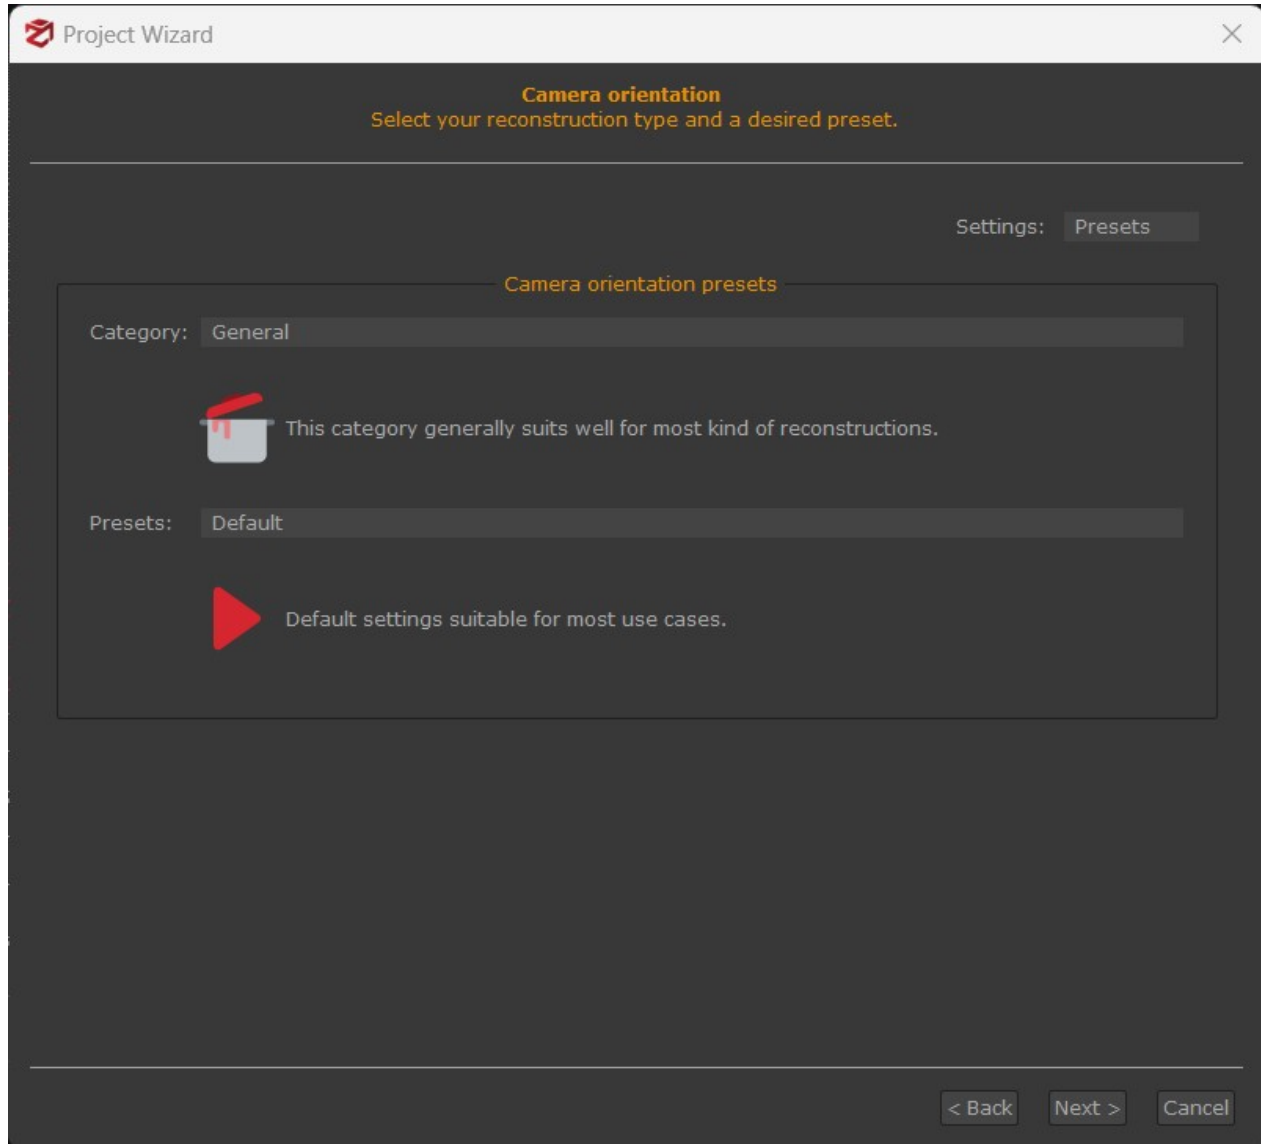 Project Wizard
Camera orientation
Select your reconstruction type and a desired preset.
Settings: Presets
Camera orientation presets
Category: General
This category generally suits well for most kind of reconstructions.
Presets: Default
Default settings suitable for most use cases.
< Back Next > Cancel